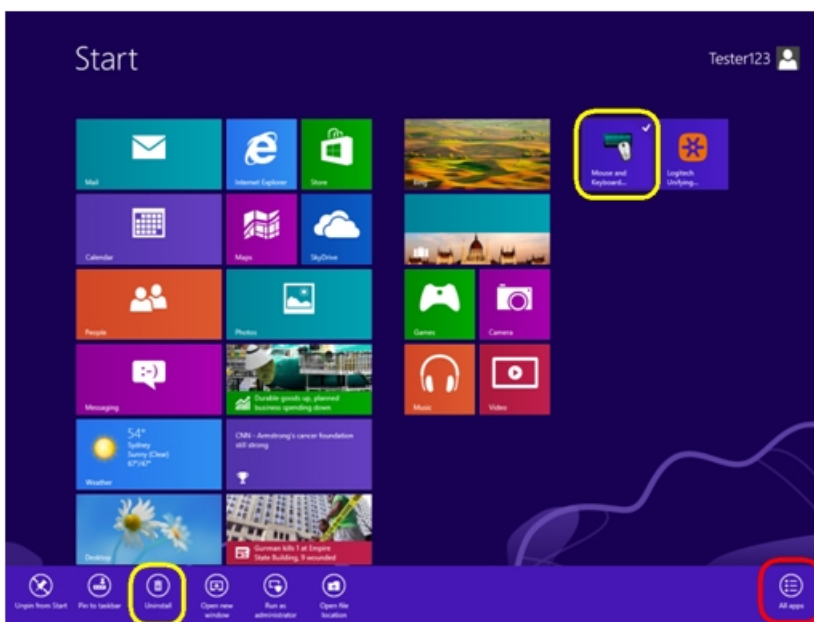 Start
Tester123
Mail
Internet Explorer
Store
Bing
Mouse and
Keyboard...
Logitech
Unifying...
Calendar
Maps
SkyDrive
People
Photos
Games
Camera
Messaging
Durable goods up, planned
business spending down
Music
Video
54°
Sydney
Sunny (Clear)
67°/47°
Weather
CNN - Armstrong's cancer foundation
still strong
Desktop
Gunman kills 1 at Empire
State Building, 9 wounded
Unpin from Start
Pin to taskbar
Uninstall
Open new
window
Run as
administrator
Open file
location
All apps